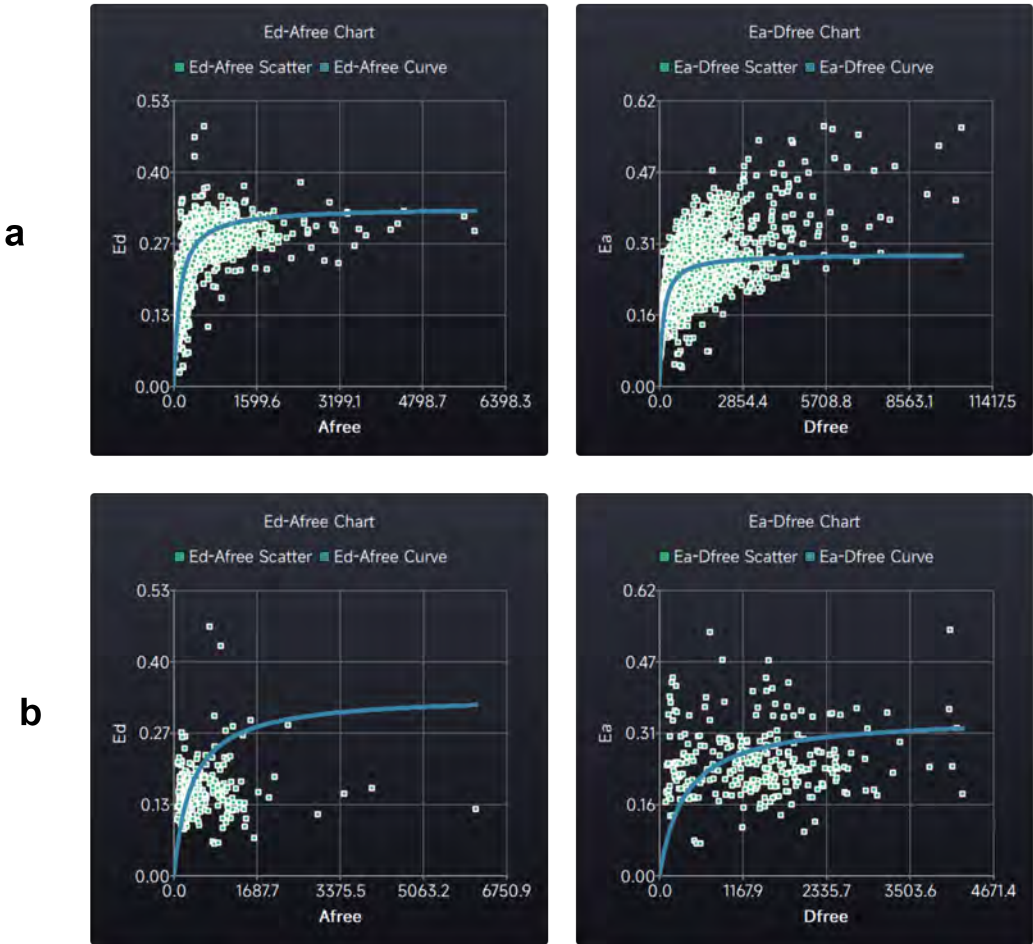 a
Ed-Afree Chart
Ed-Afree Scatter Ed-Afree Curve
0.53
0.40
0.27
0.13
0.00
Ed
0.0 1599.6 3199.1 4798.7 6398.3
Afree
Ea-Dfree Chart
Ea-Dfree Scatter Ea-Dfree Curve
0.62
0.47
0.31
0.16
0.00
Ea
0.0 2854.4 5708.8 8563.1 11417.5
Dfree
b
Ed-Afree Chart
Ed-Afree Scatter Ed-Afree Curve
0.53
0.40
0.27
0.13
0.00
Ed
0.0 1687.7 3375.5 5063.2 6750.9
Afree
Ea-Dfree Chart
Ea-Dfree Scatter Ea-Dfree Curve
0.62
0.47
0.31
0.16
0.00
Ea
0.0 1167.9 2335.7 3503.6 4671.4
Dfree